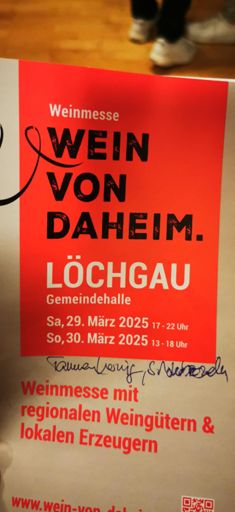 Weinmesse
WEIN
VON
DAHEIM.
LÖCHGAU
Gemeindehalle
Sa, 29. März 2025 17 - 22 Uhr
So, 30. März 2025 13 - 18 Uhr
Weinmesse mit
regionalen Weingütern &
lokalen Erzeugern